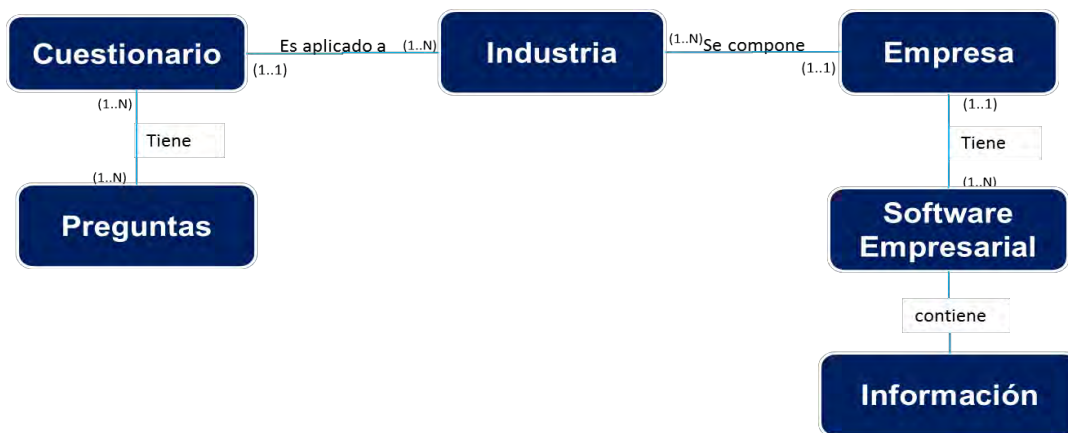 Cuestionario
Es aplicado a
(1..N)
(1..1)
Industria
(1..N)
Se compone
(1..1)
Empresa
(1..N)
Tiene
(1..N)
Preguntas
(1..1)
Tiene
(1..N)
Software
Empresarial
contiene
Información